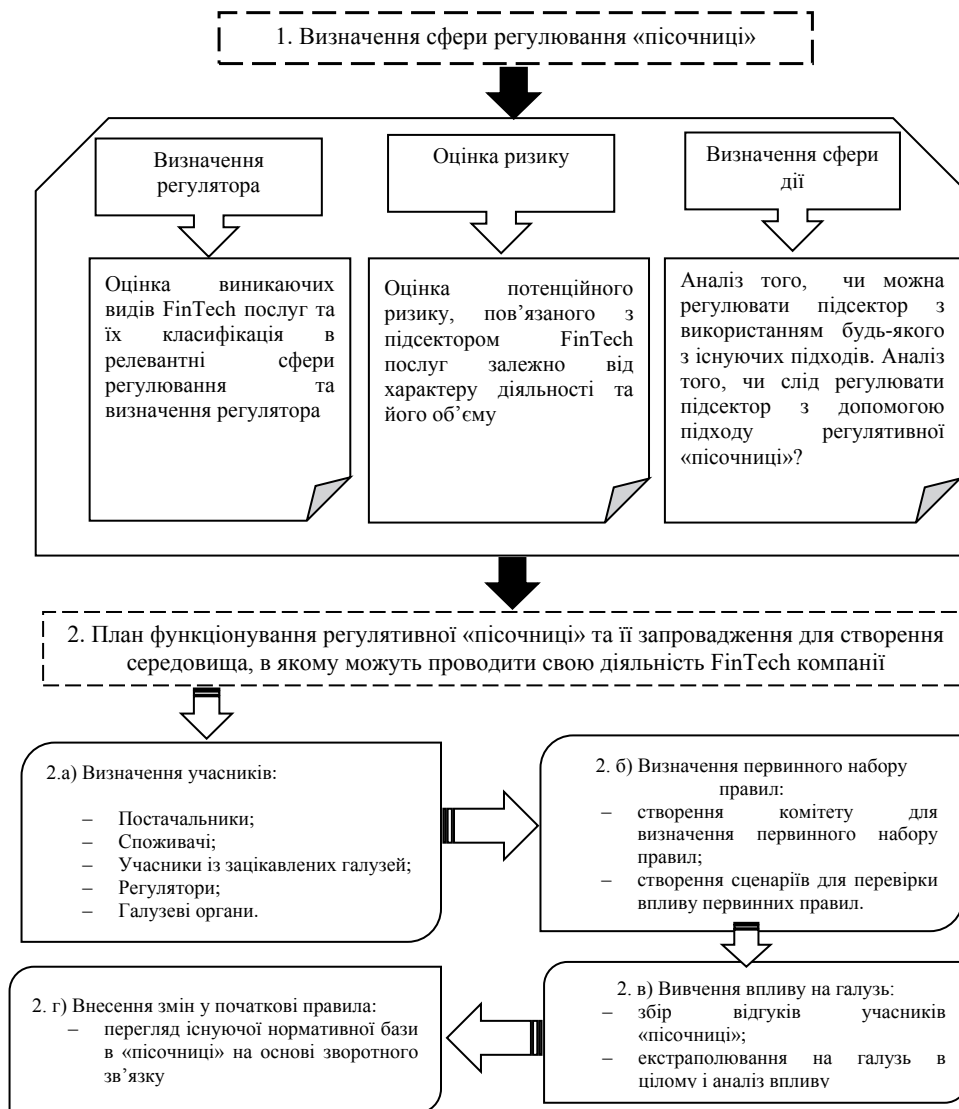 1. Визначення сфери регулювання «пісочниці»
Визначення
регулятора
Оцінка ризику
Визначення сфери
дії
Оцінка виникаючих
видів FinTech послуг та
їх класифікація в
релевантні сфери
регулювання та
визначення регулятора
Оцінка потенційного
ризику, пов’язаного з
підсектором FinTech
послуг залежно від
характеру діяльності та
його об’єму
Аналіз того, чи можна
регулювати підсектор з
використанням будь-якого
з існуючих підходів. Аналіз
того, чи слід регулювати
підсектор з допомогою
підходу регулятивної
«пісочниці»?
2. План функціонування регулятивної «пісочниці» та її запровадження для створення
середовища, в якому можуть проводити свою діяльність FinTech компанії
2.а) Визначення учасників:
– Постачальники;
– Споживачі;
– Учасники із зацікавлених галузей;
– Регулятори;
– Галузеві органи.
2. б) Визначення первинного набору
правил:
– створення комітету для
визначення первинного набору
правил;
– створення сценаріїв для перевірки
впливу первинних правил.
2. в) Вивчення впливу на галузь:
– збір відгуків учасників
«пісочниці»;
– екстраполювання на галузь в
цілому і аналіз впливу
2. г) Внесення змін у початкові правила:
– перегляд існуючої нормативної бази
в «пісочниці» на основі зворотного
зв’язку